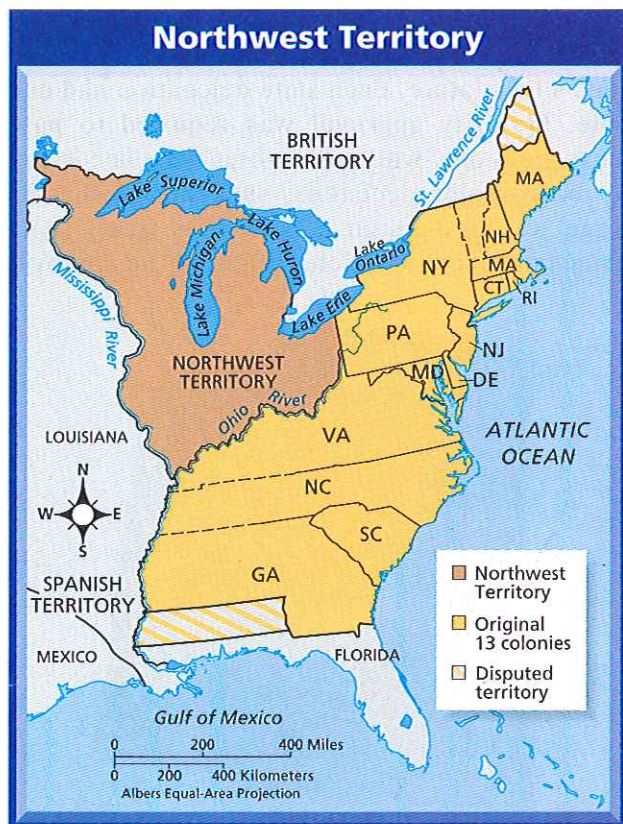 Northwest Territory
BRITISH
TERRITORY
St. Lawrence River
Lake Superior
Lake Huron
Lake Michigan
Lake
Ontario
Lake Erie
MA
NH
MA
NY
CT
RI
PA
NJ
MD
DE
Mississippi River
NORTHWEST
TERRITORY
Ohio River
LOUISIANA
VA
ATLANTIC
OCEAN
N
W
E
S
NC
SC
GA
SPANISH
TERRITORY
MEXICO
FLORIDA
Northwest
Territory
Original
13 colonies
Disputed
territory
Gulf of Mexico
0 200 400 Miles
0 200 400 Kilometers
Albers Equal-Area Projection